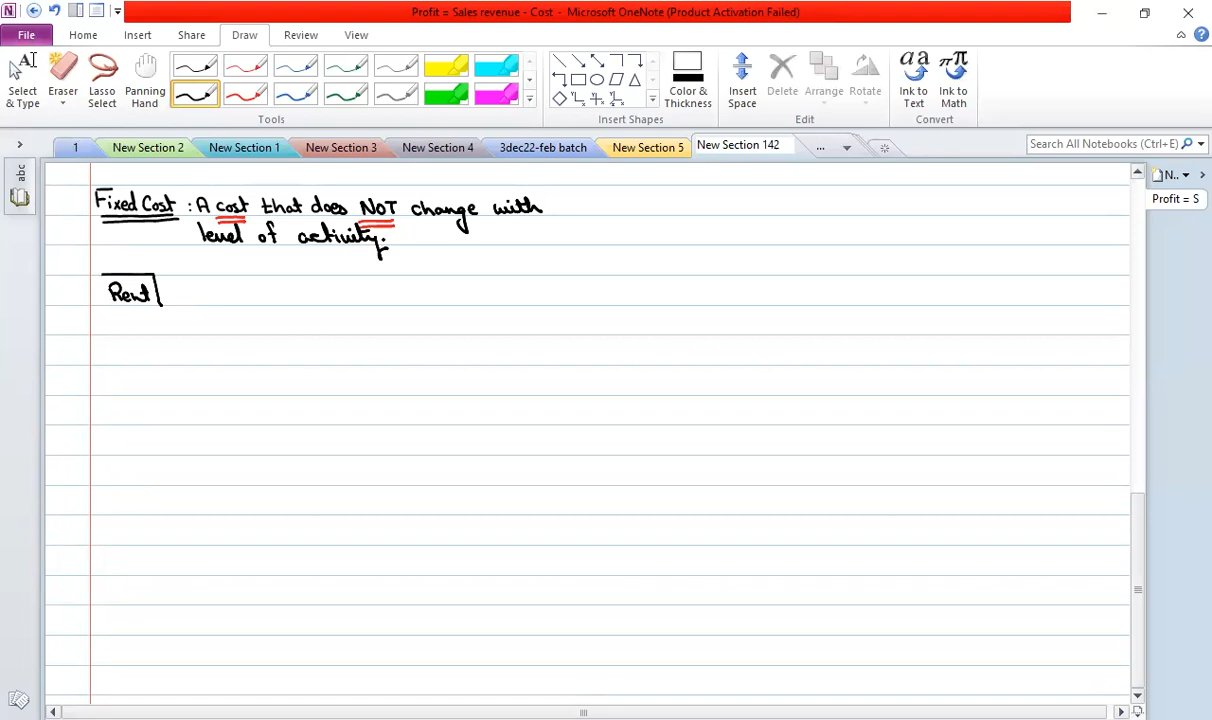 Profit = Sales revenue - Cost - Microsoft OneNote (Product Activation Failed)
File Home Insert Share Draw Review View
Select & Type Eraser Lasso Select Panning Hand Color & Thickness Insert Space Delete Arrange Rotate Ink to Text Ink to Math
Tools Insert Shapes Edit Convert
1 New Section 2 New Section 1 New Section 3 New Section 4 3dec22-feb batch New Section 5 New Section 142 ... Search All Notebooks (Ctrl+E)
abc
N..
Profit = S
Fixed Cost : A cost that does NOT change with
level of activity.
Rent